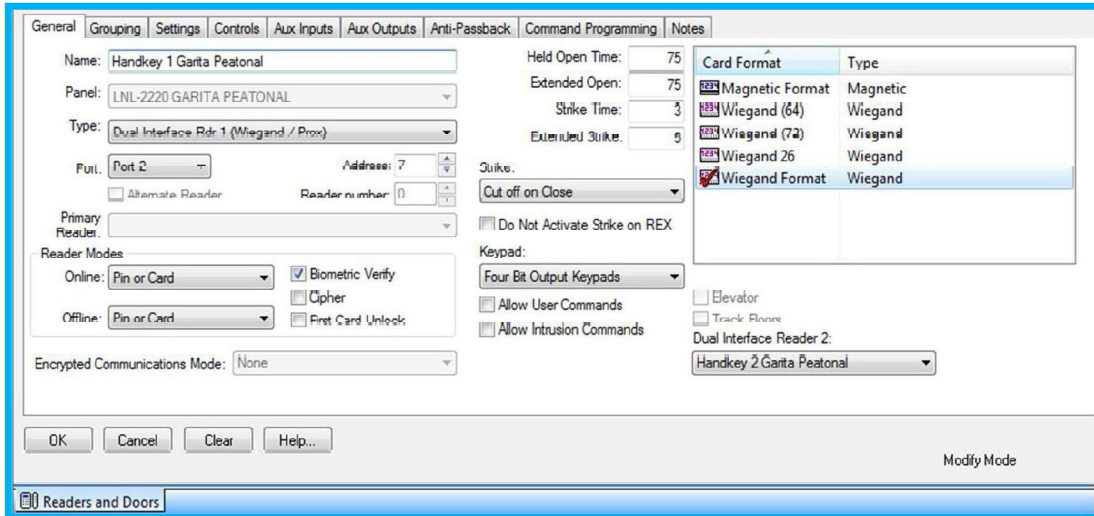 General Grouping Settings Controls Aux Inputs Aux Outputs Anti-Passback Command Programming Notes
Name: Handkey 1 Garita Peatonal
Panel: LNL-2220 GARITA PEATONAL
Type: Dual Interface Rdr 1 (Wiegand / Prox)
Port: Port 2 Address: 7
Alternate Reader Reader number: 0
Primary Reader:
Reader Modes
Online: Pin or Card Biometric Verify
Cipher
Offline: Pin or Card First Card Unlock
Encrypted Communications Mode: None
Held Open Time: 75
Extended Open: 75
Strike Time: 3
Extended Strike: 5
Strike:
Cut off on Close
Do Not Activate Strike on REX
Keypad:
Four Bit Output Keypads
Allow User Commands
Allow Intrusion Commands
Card Format Type
Magnetic Format Magnetic
Wiegand (64) Wiegand
Wiegand (72) Wiegand
Wiegand 26 Wiegand
Wiegand Format Wiegand
Elevator
Track Floors
Dual Interface Reader 2:
Handkey 2 Garita Peatonal
OK Cancel Clear Help...
Modify Mode
Readers and Doors